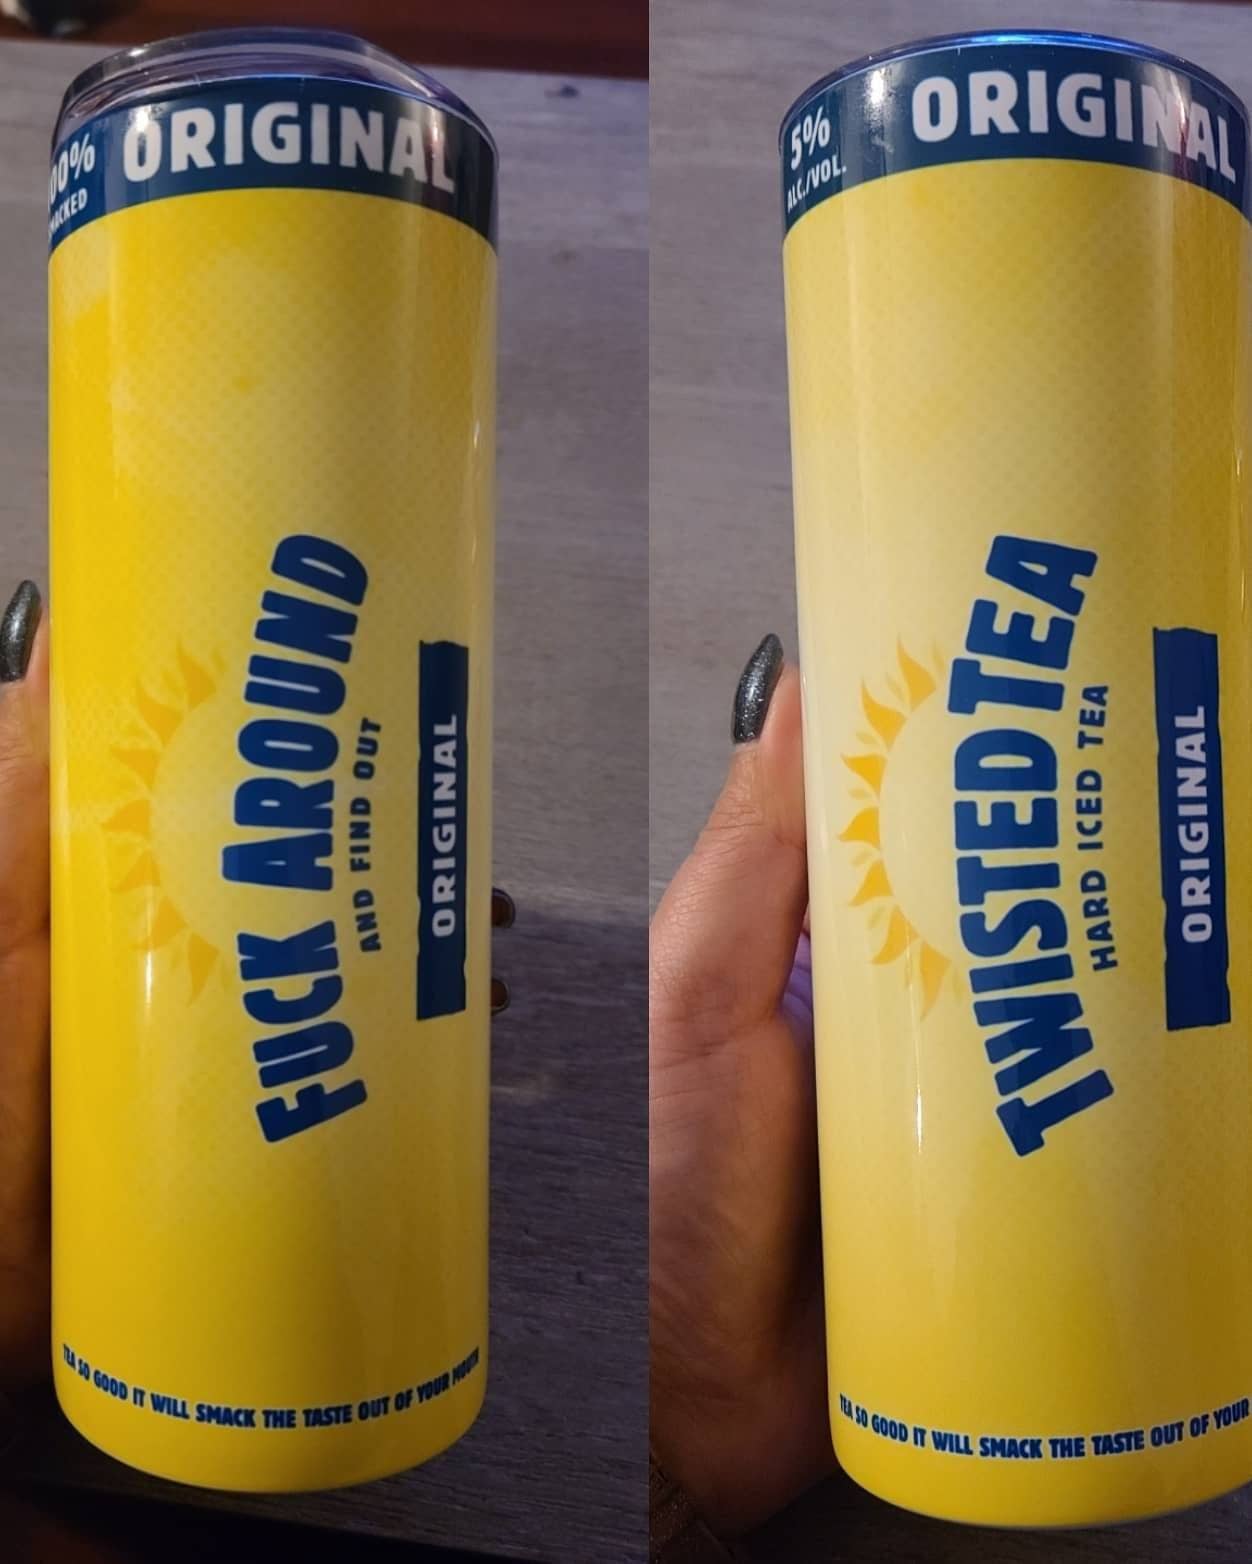 ORIGINAL
FUCK AROUND
AND FIND OUT
ORIGINAL
TEA SO GOOD IT WILL SMACK THE TASTE OUT OF YOUR MOUTH
5%
ALC./VOL.
ORIGINAL
TWISTED TEA
HARD ICED TEA
ORIGINAL
TEA SO GOOD IT WILL SMACK THE TASTE OUT OF YOUR